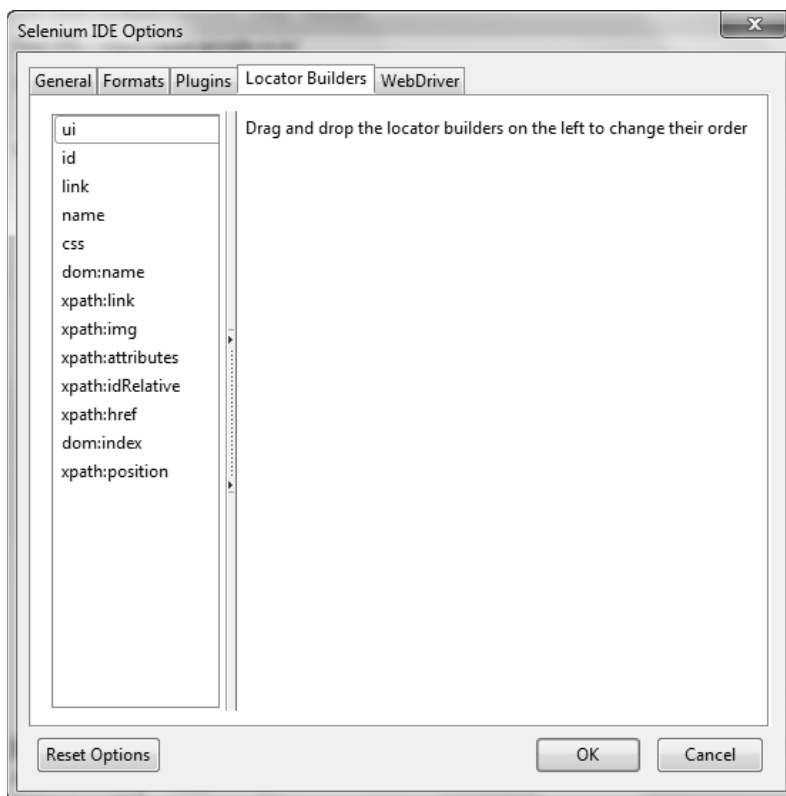 Selenium IDE Options
General Formats Plugins Locator Builders WebDriver
ui
Drag and drop the locator builders on the left to change their order
id
link
name
css
dom:name
xpath:link
xpath:img
xpath:attributes
xpath:idRelative
xpath:href
dom:index
xpath:position
Reset Options OK Cancel